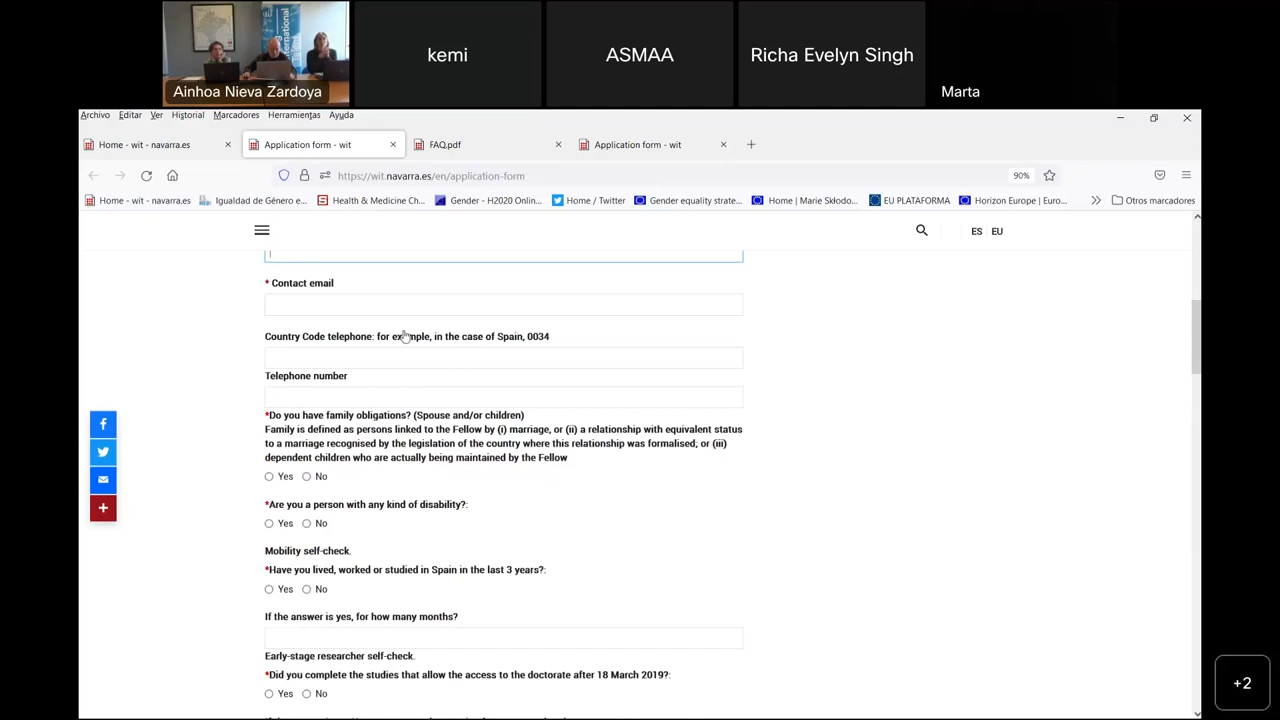 International
Talent
Ainhoa Nieva Zardoya
kemi
ASMAA
Richa Evelyn Singh
Marta
Archivo Editar Ver Historial Marcadores Herramientas Ayuda
Home - wit - navarra.es
Application form - wit
FAQ.pdf
Application form - wit
https://wit.navarra.es/en/application-form
90%
Home - wit - navarra.es
Igualdad de Género e...
Health & Medicine Ch...
Gender - H2020 Onlin...
Home / Twitter
Gender equality strate...
Home | Marie Skłodo...
EU PLATAFORMA
Horizon Europe | Euro...
Otros marcadores
ES EU
* Contact email
Country Code telephone: for example, in the case of Spain, 0034
Telephone number
*Do you have family obligations? (Spouse and/or children)
Family is defined as persons linked to the Fellow by (i) marriage, or (ii) a relationship with equivalent status
to a marriage recognised by the legislation of the country where this relationship was formalised; or (iii)
dependent children who are actually being maintained by the Fellow
Yes No
*Are you a person with any kind of disability?:
Yes No
Mobility self-check.
*Have you lived, worked or studied in Spain in the last 3 years?:
Yes No
If the answer is yes, for how many months?
Early-stage researcher self-check.
*Did you complete the studies that allow the access to the doctorate after 18 March 2019?:
Yes No
+2